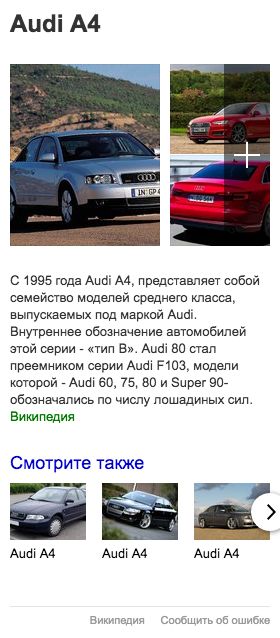 Audi A4
С 1995 года Audi A4, представляет собой
семейство моделей среднего класса,
выпускаемых под маркой Audi.
Внутреннее обозначение автомобилей
этой серии - «тип B». Audi 80 стал
преемником серии Audi F103, модели
которой - Audi 60, 75, 80 и Super 90-
обозначались по числу лошадиных сил.
Википедия
Смотрите также
Audi A4
Audi A4
Audi A4
Википедия
Сообщить об ошибке